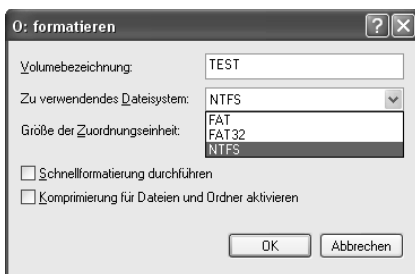 O: formatieren
Volumebezeichnung: TEST
Zu verwendendes Dateisystem: NTFS
Größe der Zuordnungseinheit: FAT
FAT32
NTFS
Schnellformatierung durchführen
Komprimierung für Dateien und Ordner aktivieren
OK Abbrechen